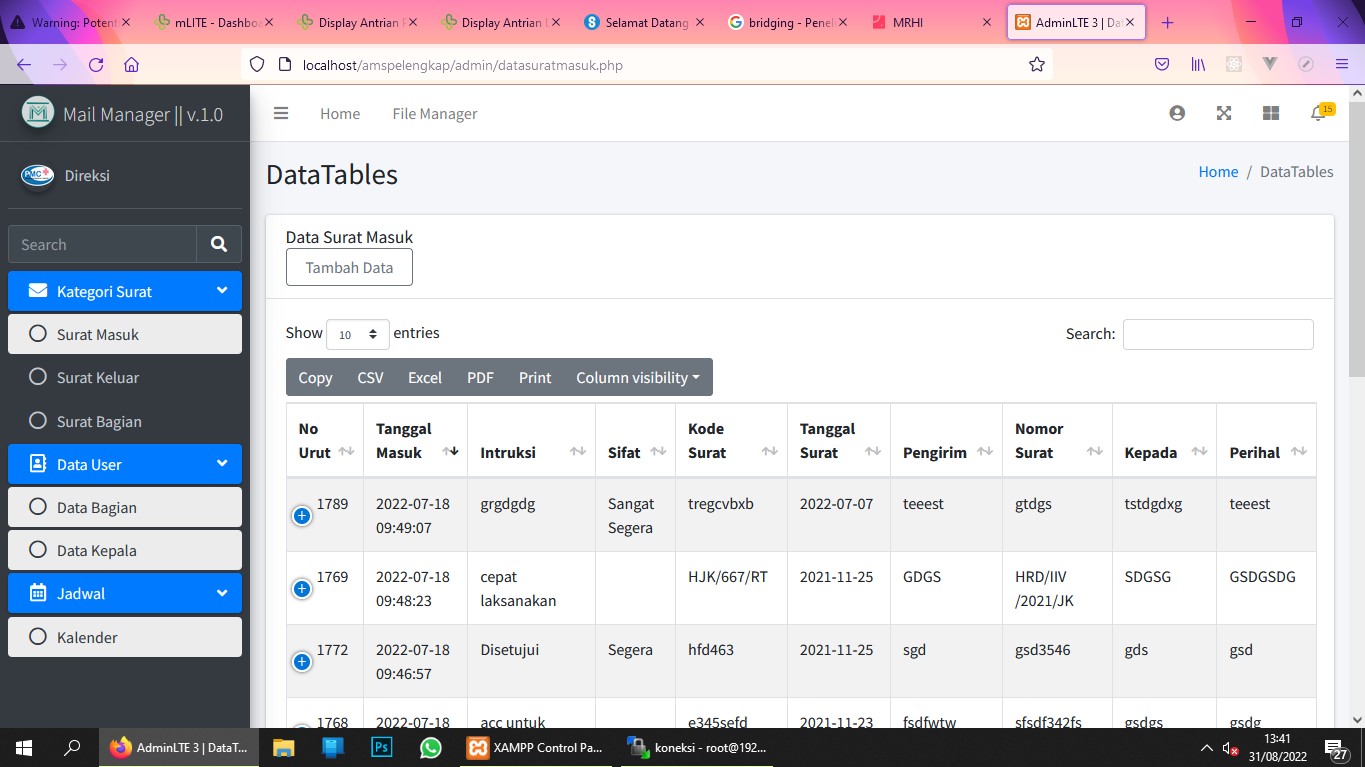 Warning: Potent
mLITE - Dashboa
Display Antrian P
Display Antrian L
Selamat Datang
bridging - Penel
MRHI
AdminLTE 3 | Dat
localhost/amspelengkap/admin/datasuratmasuk.php
Mail Manager || v.1.0
Home
File Manager
15
PMC
Direksi
DataTables
Home / DataTables
Search
Data Surat Masuk
Tambah Data
Kategori Surat
Surat Masuk
Surat Keluar
Surat Bagian
Data User
Data Bagian
Data Kepala
Jadwal
Kalender
Show 10 entries
Search:
Copy CSV Excel PDF Print Column visibility
No Urut Tanggal Masuk Intruksi Sifat Kode Surat Tanggal Surat Pengirim Nomor Surat Kepada Perihal
1789 2022-07-18 grgdgdg Sangat tregcvbxb 2022-07-07 teeest gtdgs tstdgdxg teeest
09:49:07 Segera
1769 2022-07-18 cepat HJK/667/RT 2021-11-25 GDGS HRD/IIV SDGSG GSDGSDG
09:48:23 laksanakan /2021/JK
1772 2022-07-18 Disetujui Segera hfd463 2021-11-25 sgd gsd3546 gds gsd
09:46:57
1768 2022-07-18 acc untuk e345sefd 2021-11-23 fsdfwtw sfsdf342fs gsdgs gsdg
AdminLTE 3 | DataT...
Ps
XAMPP Control Pa...
koneksi - root@192...
13:41
31/08/2022
27